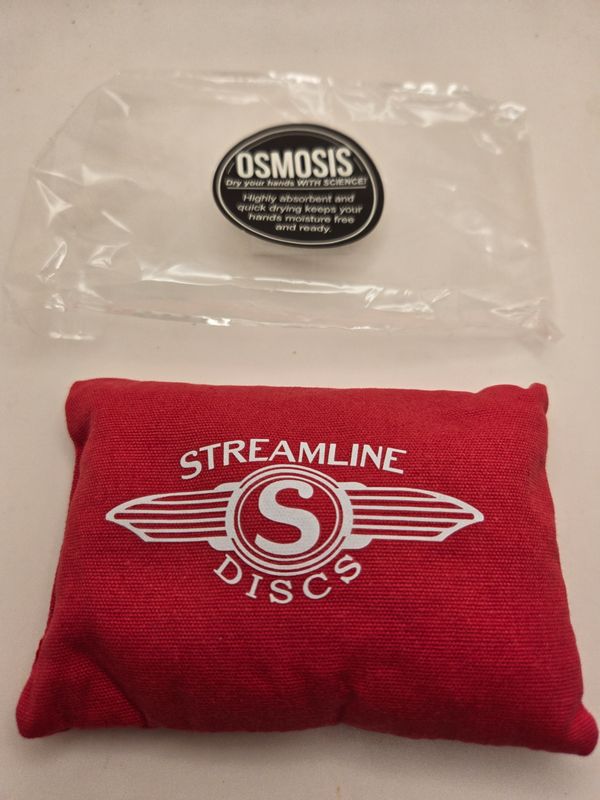 OSMOSIS
Dry your hands WITH SCIENCE!
Highly absorbent and
quick drying keeps your
hands moisture free
and ready.
STREAMLINE
S
DISCS